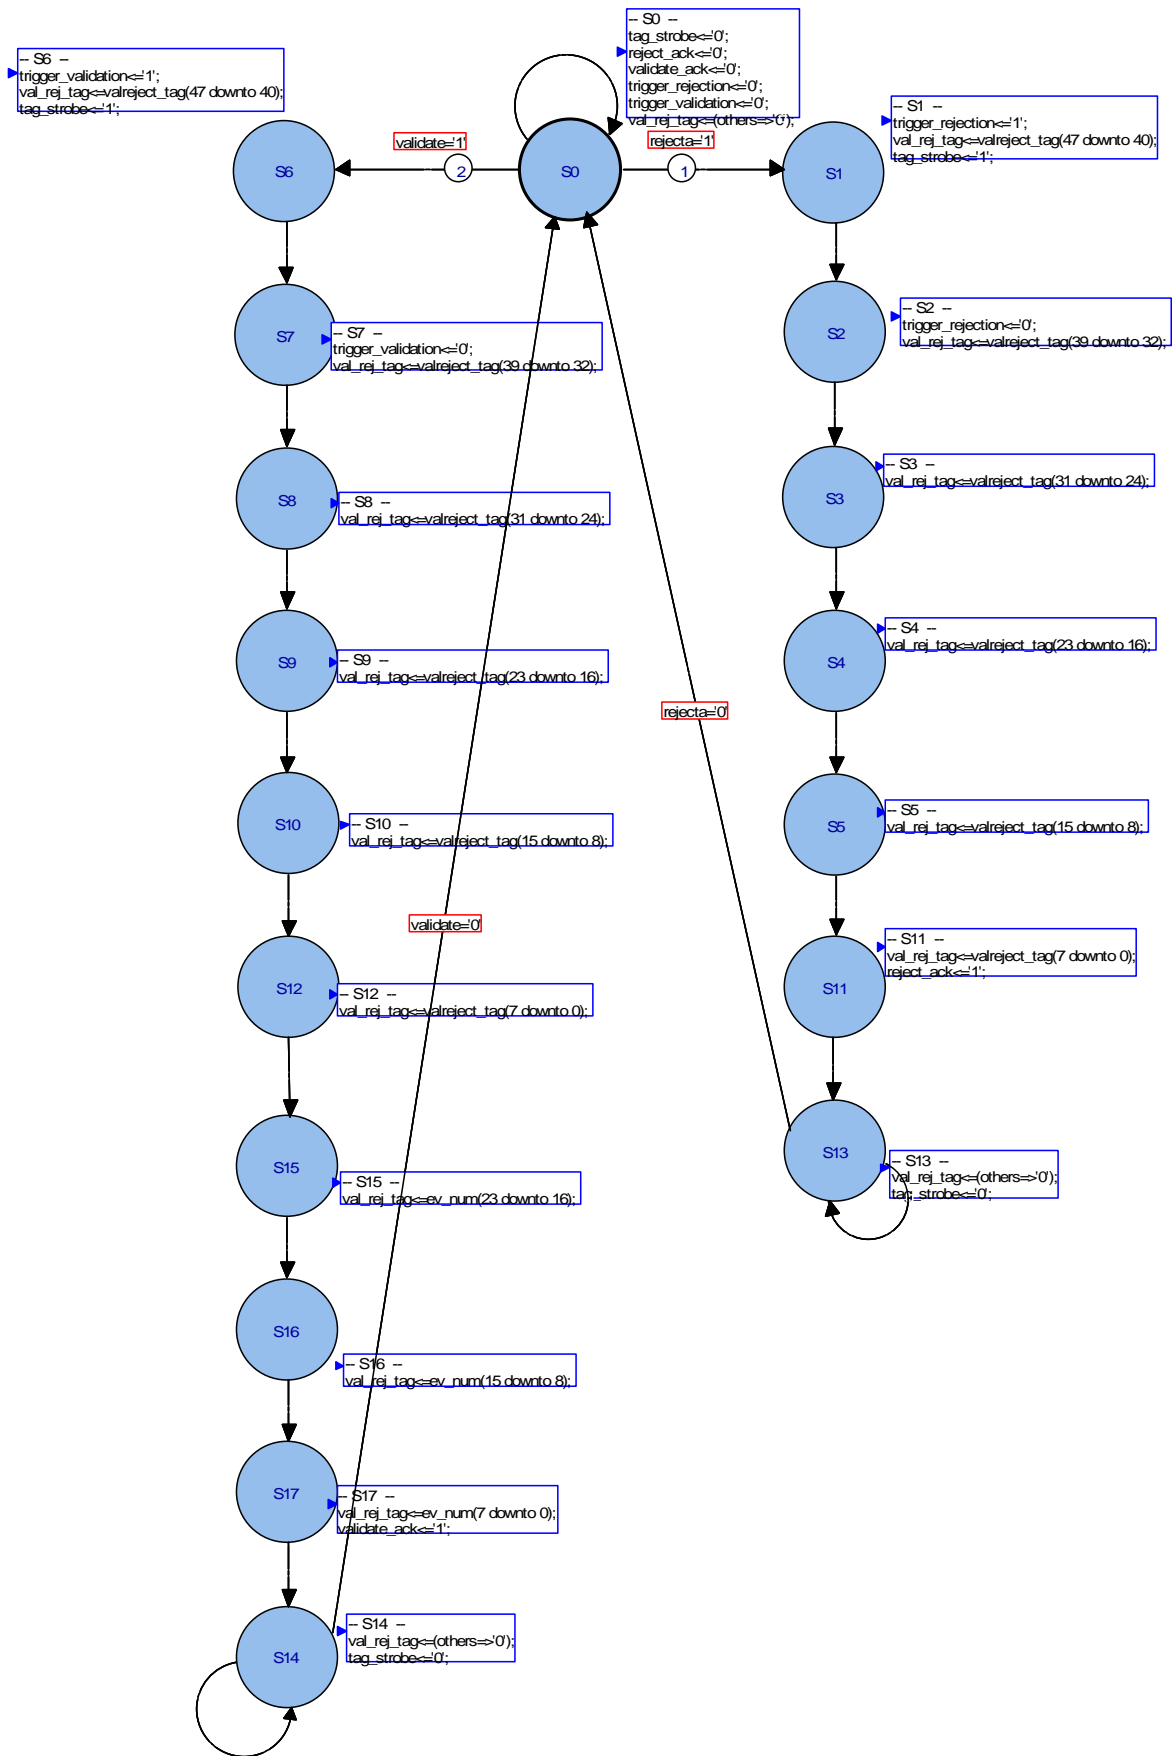 -- S0 --
tag_strobe<='0';
reject_ack<='0';
validate_ack<='0';
trigger_rejection<='0';
trigger_validation<='0';
val_rej_tag<=(others=>'0');
-- S6 --
trigger_validation<='1';
val_rej_tag<=valreject_tag(47 downto 40);
tag_strobe<='1';
-- S1 --
trigger_rejection<='1';
val_rej_tag<=valreject_tag(47 downto 40);
tag_strobe<='1';
validate='1'
rejecta='1'
S6
2
S0
1
S1
S7
-- S7 --
trigger_validation<='0';
val_rej_tag<=valreject_tag(39 downto 32);
S2
-- S2 --
trigger_rejection<='0';
val_rej_tag<=valreject_tag(39 downto 32);
S8
-- S8 --
val_rej_tag<=valreject_tag(31 downto 24);
S3
-- S3 --
val_rej_tag<=valreject_tag(31 downto 24);
S9
-- S9 --
val_rej_tag<=valreject_tag(23 downto 16);
S4
-- S4 --
val_rej_tag<=valreject_tag(23 downto 16);
rejecta='0'
S10
-- S10 --
val_rej_tag<=valreject_tag(15 downto 8);
S5
-- S5 --
val_rej_tag<=valreject_tag(15 downto 8);
validate='0'
S12
-- S12 --
val_rej_tag<=valreject_tag(7 downto 0);
S11
-- S11 --
val_rej_tag<=valreject_tag(7 downto 0);
reject_ack<='1';
S15
-- S15 --
val_rej_tag<=ev_num(23 downto 16);
S13
-- S13 --
val_rej_tag<=(others=>'0');
tag_strobe<='0';
S16
-- S16 --
val_rej_tag<=ev_num(15 downto 8);
S17
-- S17 --
val_rej_tag<=ev_num(7 downto 0);
validate_ack<='1';
S14
-- S14 --
val_rej_tag<=(others=>'0');
tag_strobe<='0';